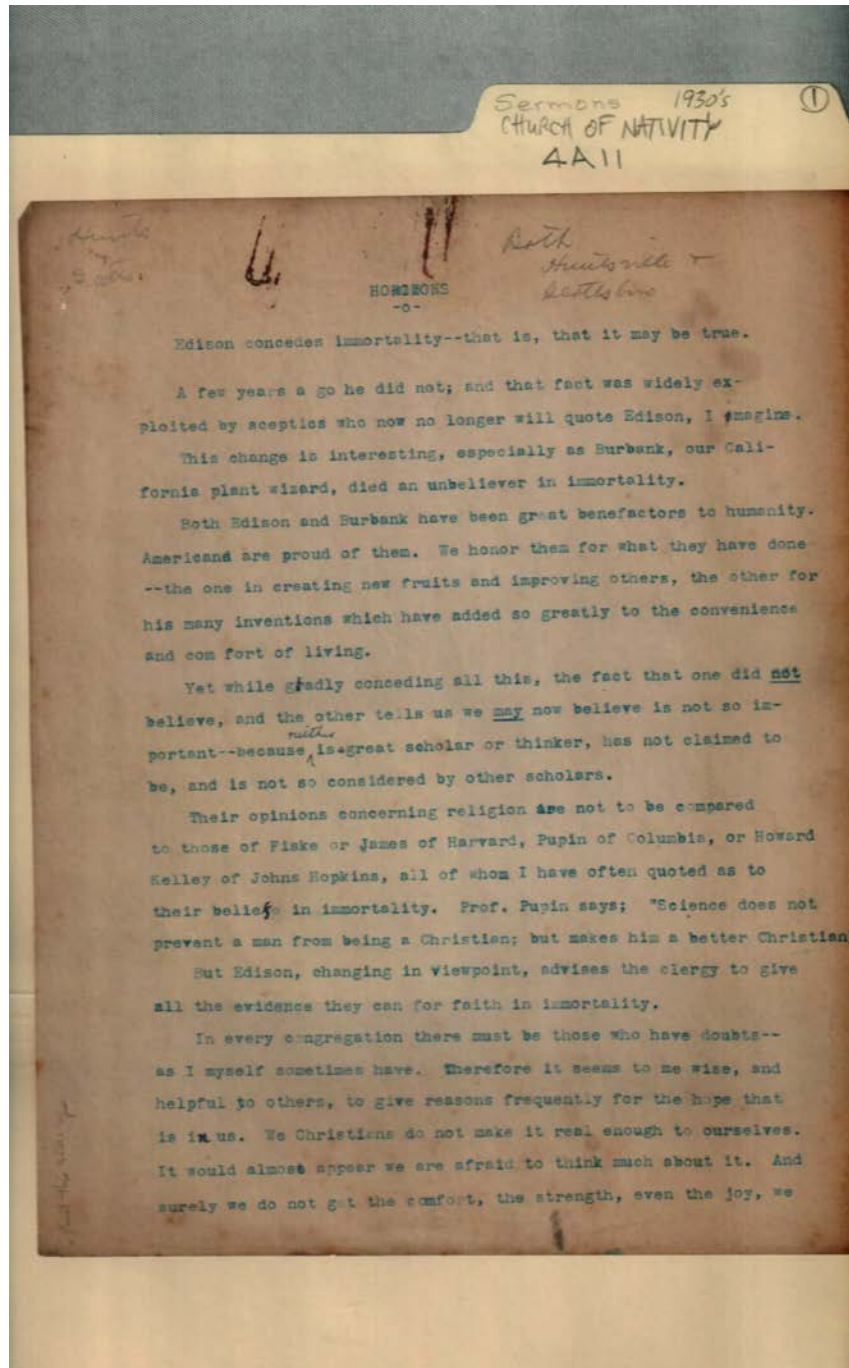 Sermons 1930's 1
CHURCH OF NATIVITY
4A11
Both
Huntsville &
Scottsboro
HORIZONS
-o-
Edison concedes immortality--that is, that it may be true.
A few years a go he did not; and that fact was widely ex-
ploited by sceptics who now no longer will quote Edison, I imagine.
This change is interesting, especially as Burbank, our Cali-
fornia plant wizard, died an unbeliever in immortality.
Both Edison and Burbank have been great benefactors to humanity.
Americans are proud of them. We honor them for what they have done
--the one in creating new fruits and improving others, the other for
his many inventions which have added so greatly to the convenience
and com fort of living.
Yet while gladly conceding all this, the fact that one did not
believe, and the other tells us we may now believe is not so im-
portant--because neither is a great scholar or thinker, has not claimed to
be, and is not so considered by other scholars.
Their opinions concerning religion are not to be compared
to those of Fiske or James of Harvard, Pupin of Columbia, or Howard
Kelley of Johns Hopkins, all of whom I have often quoted as to
their belief in immortality. Prof. Pupin says; "Science does not
prevent a man from being a Christian; but makes him a better Christian
But Edison, changing in viewpoint, advises the clergy to give
all the evidence they can for faith in immortality.
In every congregation there must be those who have doubts--
as I myself sometimes have. Therefore it seems to me wise, and
helpful to others, to give reasons frequently for the hope that
is in us. We Christians do not make it real enough to ourselves.
It would almost appear we are afraid to think much about it. And
surely we do not get the comfort, the strength, even the joy, we